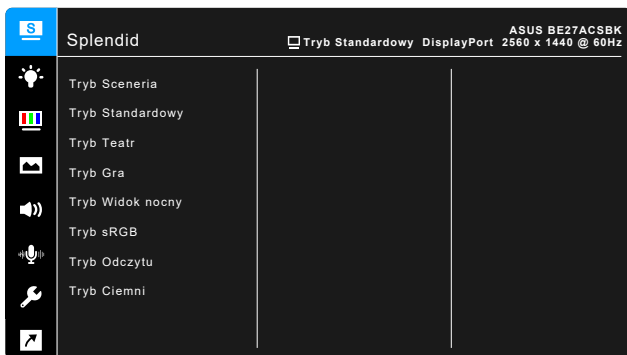 S
ASUS BE27ACSBK
Splendid
Tryb Standardowy DisplayPort 2560 x 1440 @ 60Hz
Tryb Sceneria
Tryb Standardowy
Tryb Teatr
Tryb Gra
Tryb Widok nocny
Tryb sRGB
Tryb Odczytu
Tryb Ciemni